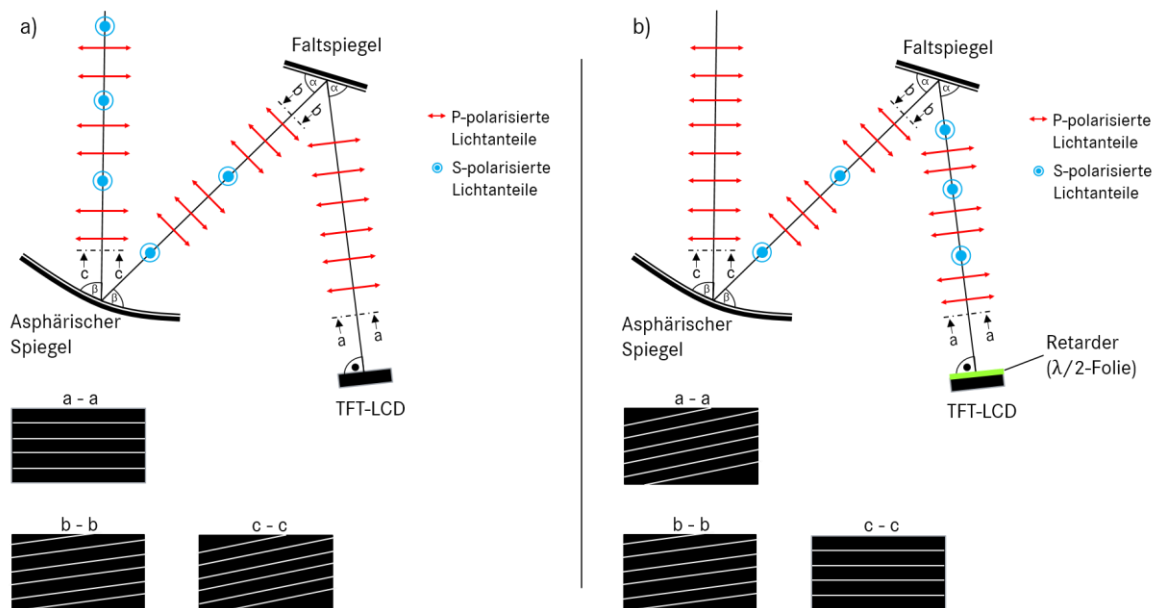 a)
Faltspiegel
α
α
b
b
P-polarisierte
Lichtanteile
S-polarisierte
Lichtanteile
c
c
β
β
Asphärischer
Spiegel
a
a
TFT-LCD
a - a
b - b
c - c
b)
Faltspiegel
α
α
b
b
P-polarisierte
Lichtanteile
S-polarisierte
Lichtanteile
c
c
β
β
Asphärischer
Spiegel
a
a
Retarder
(λ/2-Folie)
TFT-LCD
a - a
b - b
c - c